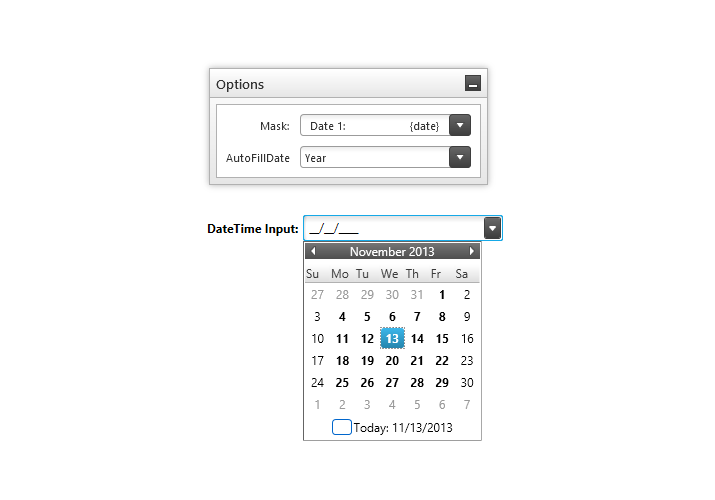 Options
Mask: Date 1: {date}
AutoFillDate Year
DateTime Input: __/__/____
November 2013
Su Mo Tu We Th Fr Sa
27 28 29 30 31 1 2
3 4 5 6 7 8 9
10 11 12 13 14 15 16
17 18 19 20 21 22 23
24 25 26 27 28 29 30
1 2 3 4 5 6 7
Today: 11/13/2013